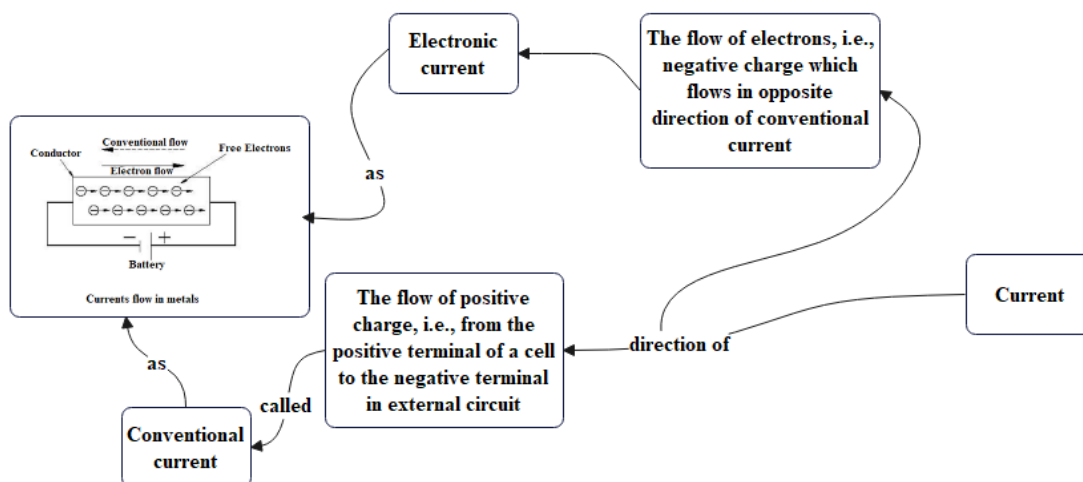 Electronic
current
The flow of electrons, i.e.,
negative charge which
flows in opposite
direction of conventional
current
Conventional flow
Conductor
Free Electrons
Electron flow
− +
Battery
Currents flow in metals
as
The flow of positive
charge, i.e., from the
positive terminal of a cell
to the negative terminal
in external circuit
direction of
Current
as
called
Conventional
current